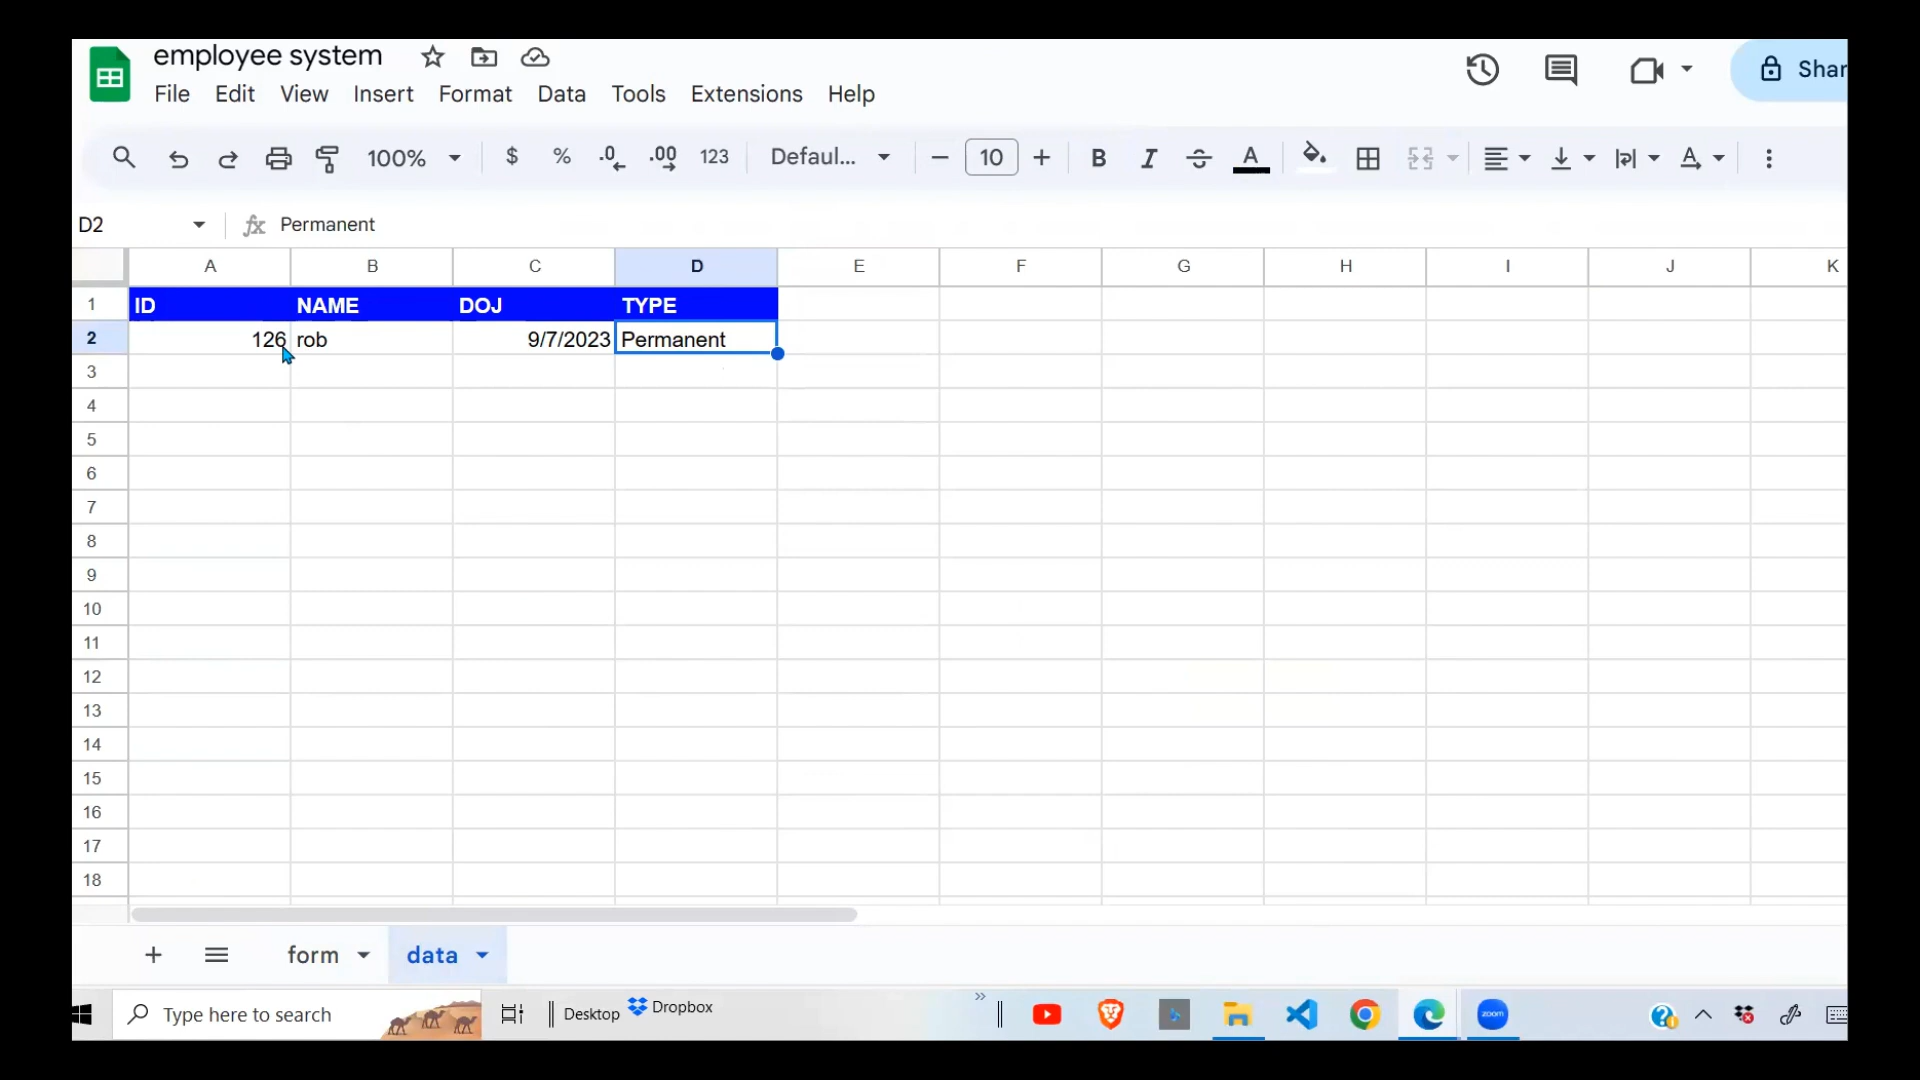 employee system
Shar
File Edit View Insert Format Data Tools Extensions Help
100% $ % .0 .00 123 Defaul... 10 B I S A A
D2 fx Permanent
A B C D E F G H I J K
1 ID NAME DOJ TYPE
2 126 rob 9/7/2023 Permanent
3
4
5
6
7
8
9
10
11
12
13
14
15
16
17
18
form data
Type here to search Desktop Dropbox zoom